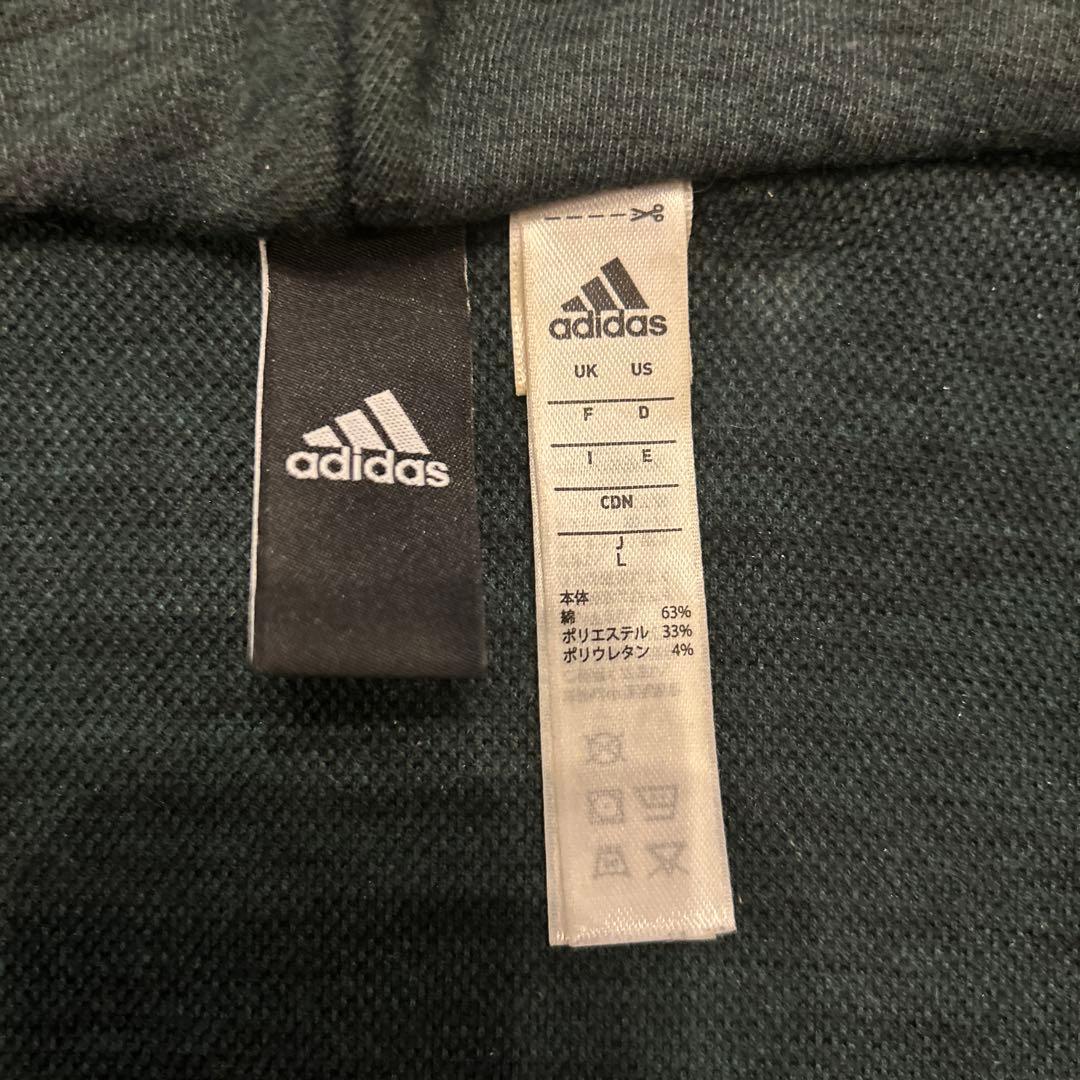 adidas
adidas
UK US
F D
I E
CDN
J
L
本体
綿 63%
ポリエステル 33%
ポリウレタン 4%